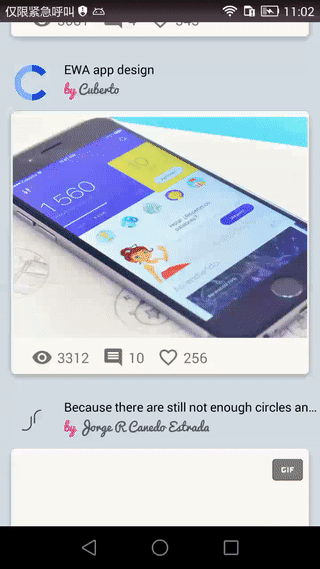 仅限紧急呼叫 11:02
EWA app design
by Cuberto
1560
10
3312 10 256
Because there are still not enough circles an...
by Jorge R Canedo Estrada
GIF